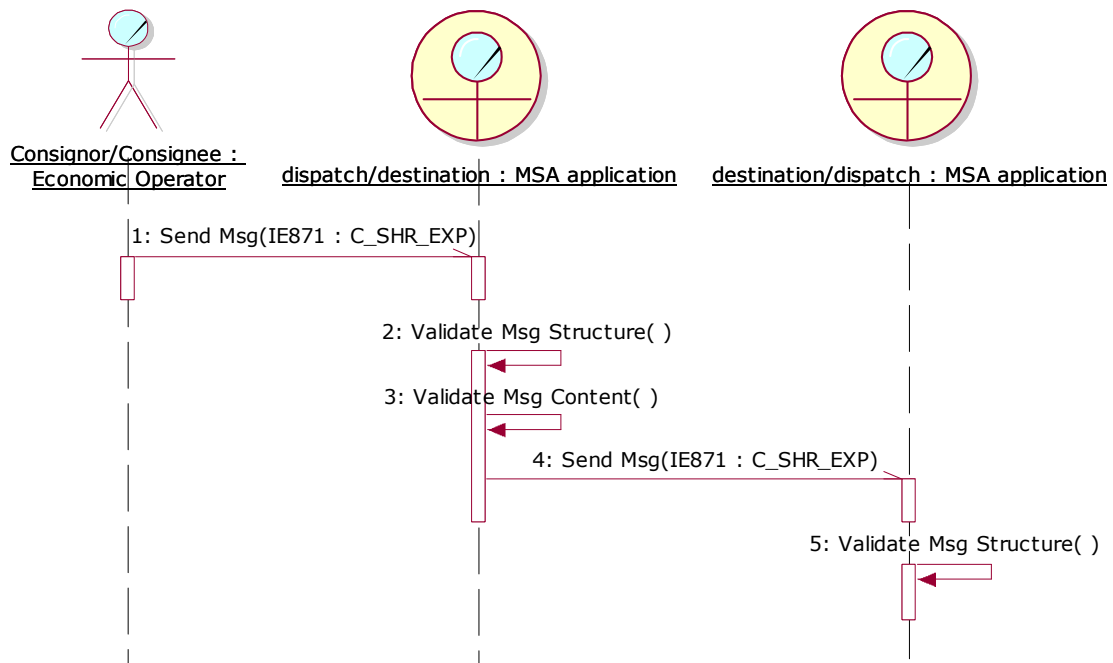 Consignor/Consignee :
Economic Operator
dispatch/destination : MSA application
destination/dispatch : MSA application
1: Send Msg(IE871 : C_SHR_EXP)
2: Validate Msg Structure( )
3: Validate Msg Content( )
4: Send Msg(IE871 : C_SHR_EXP)
5: Validate Msg Structure( )